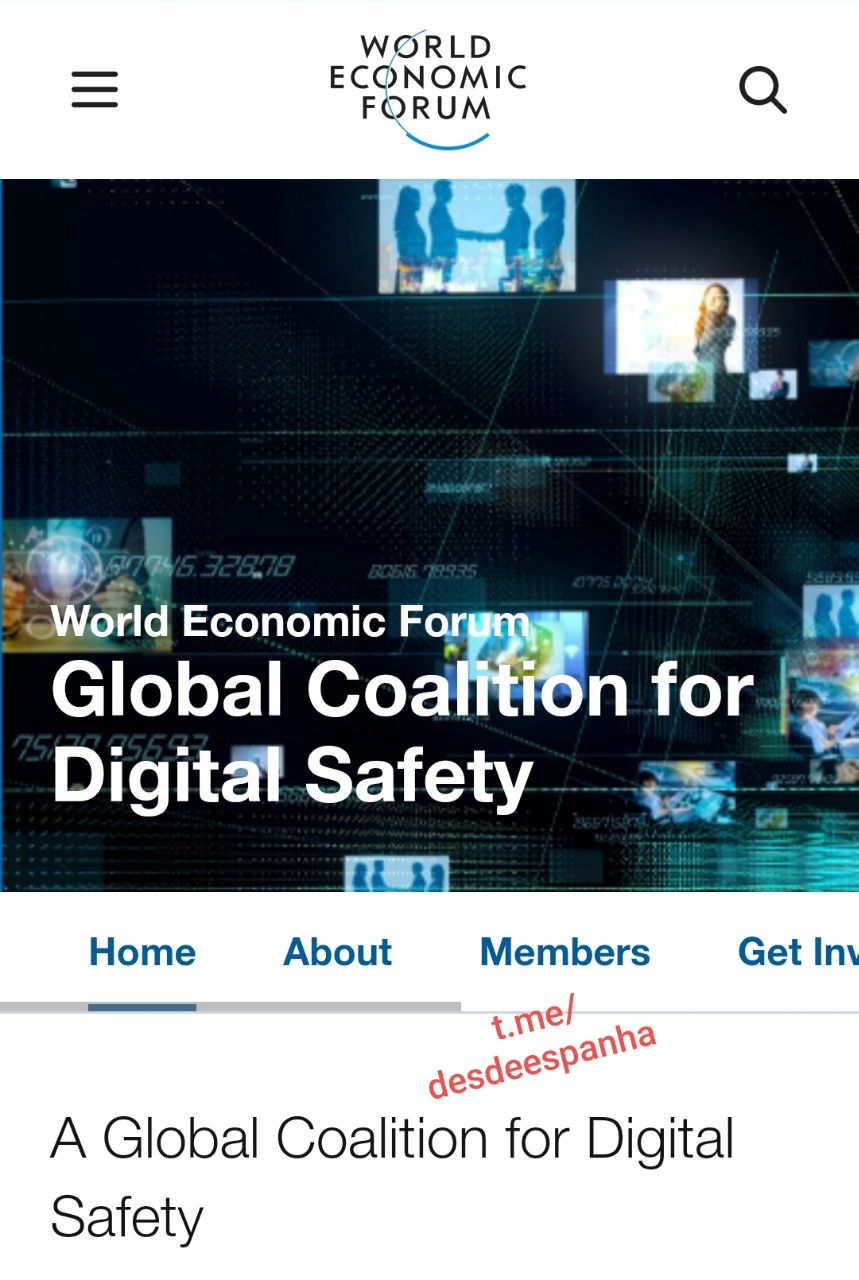 WORLD
ECONOMIC
FORUM
World Economic Forum
Global Coalition for
Digital Safety
Home About Members Get Inv
t.me/
desdeespanha
A Global Coalition for Digital
Safety